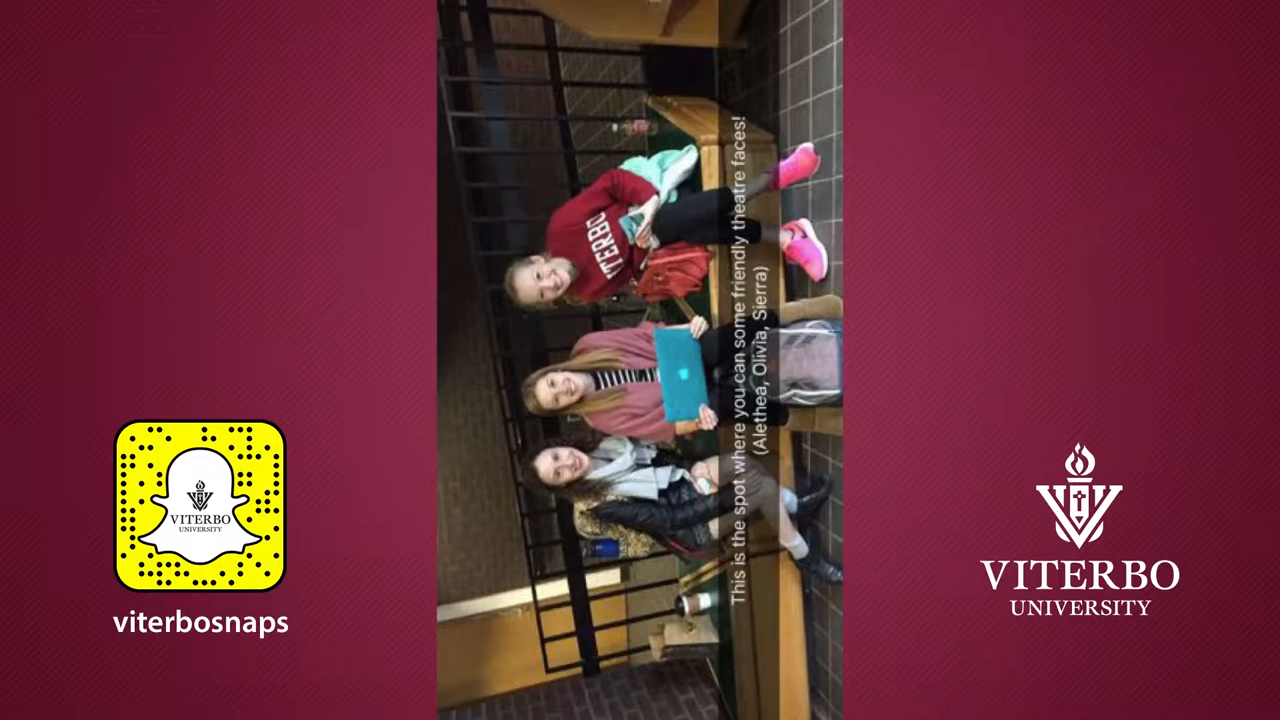 This is the spot where you can some friendly theatre faces!
(Alethea, Olivia, Sierra)
VITERBO
VITERBO
UNIVERSITY
viterbosnaps
VITERBO
UNIVERSITY